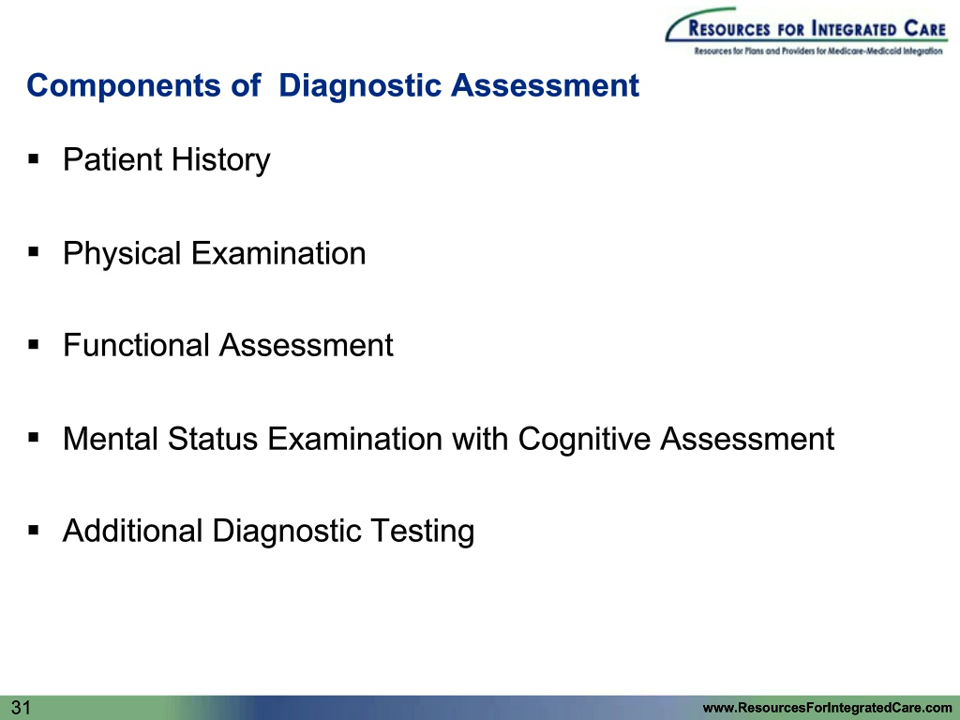 RESOURCES FOR INTEGRATED CARE
Resources for Plans and Providers for Medicare-Medicaid Integration
Components of Diagnostic Assessment
▪ Patient History
▪ Physical Examination
▪ Functional Assessment
▪ Mental Status Examination with Cognitive Assessment
▪ Additional Diagnostic Testing
31
www.ResourcesForIntegratedCare.com